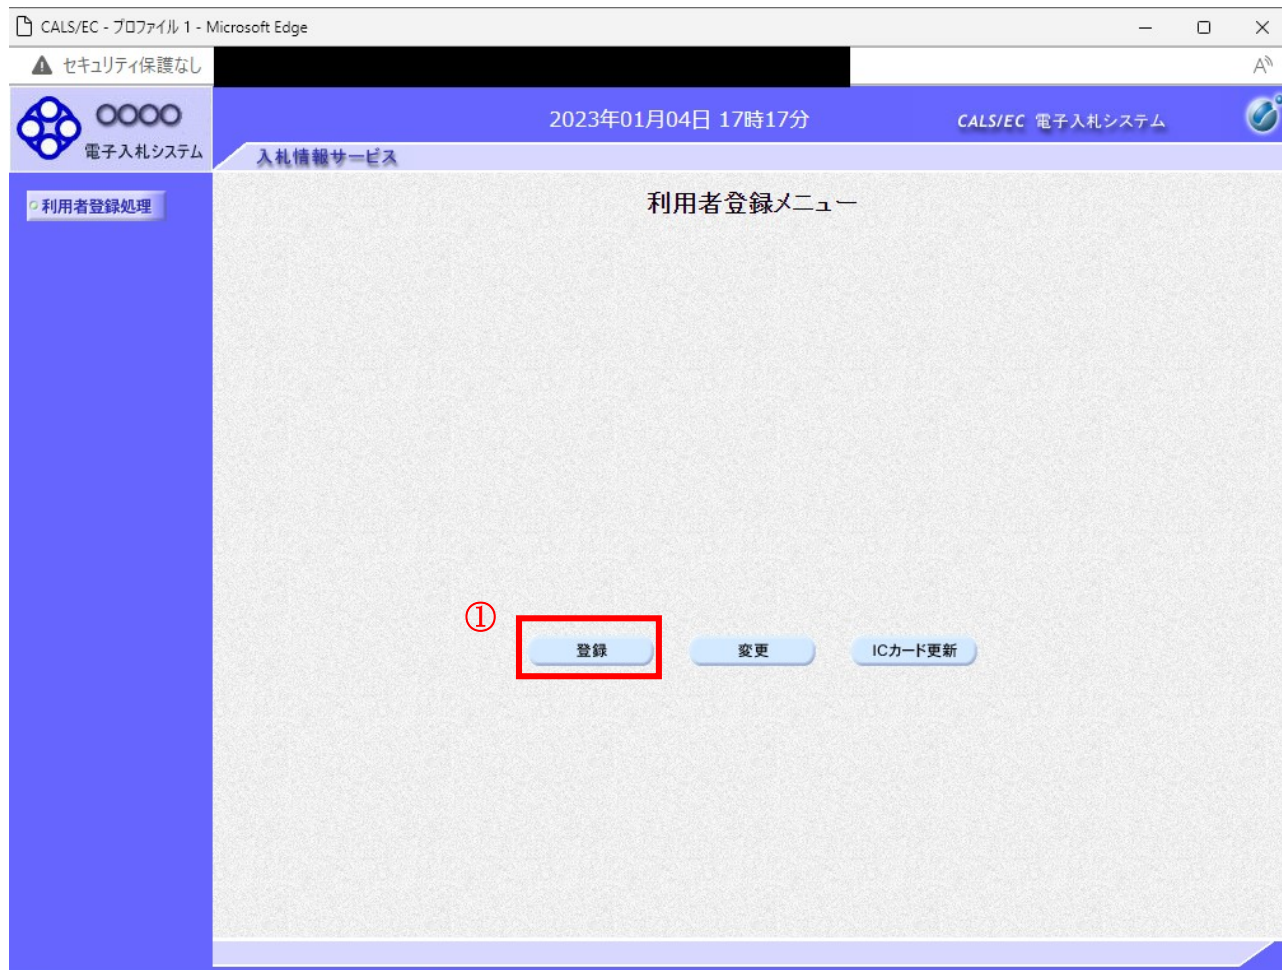 CALS/EC - プロファイル 1 - Microsoft Edge
セキュリティ保護なし
〇〇〇〇
電子入札システム
2023年01月04日 17時17分
CALS/EC 電子入札システム
入札情報サービス
利用者登録処理
利用者登録メニュー
①
登録 変更 ICカード更新